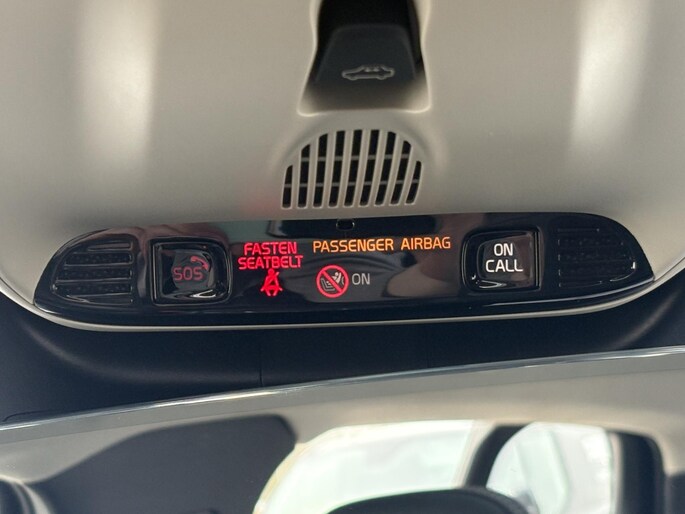 SOS
FASTEN
SEATBELT
PASSENGER AIRBAG
ON
ON
CALL